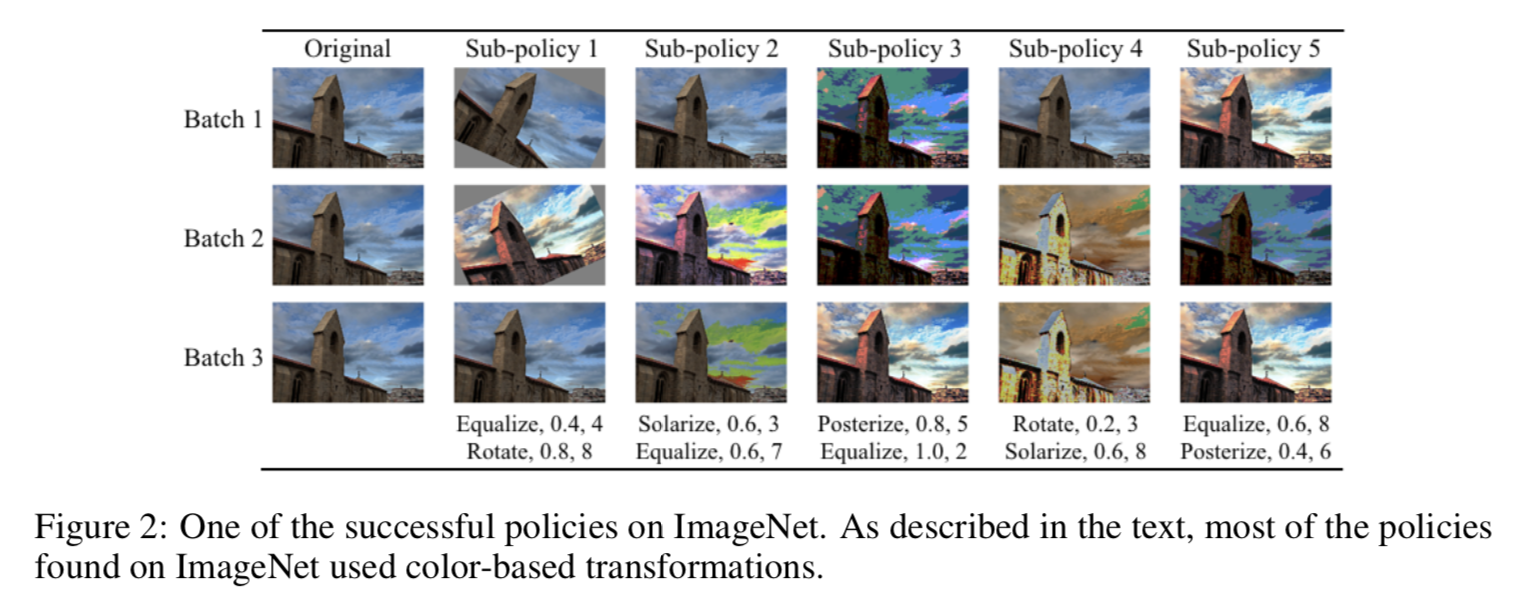 Original Sub-policy 1 Sub-policy 2 Sub-policy 3 Sub-policy 4 Sub-policy 5
Batch 1
Batch 2
Batch 3
Equalize, 0.4, 4 Solarize, 0.6, 3 Posterize, 0.8, 5 Rotate, 0.2, 3 Equalize, 0.6, 8
Rotate, 0.8, 8 Equalize, 0.6, 7 Equalize, 1.0, 2 Solarize, 0.6, 8 Posterize, 0.4, 6
Figure 2: One of the successful policies on ImageNet. As described in the text, most of the policies
found on ImageNet used color-based transformations.